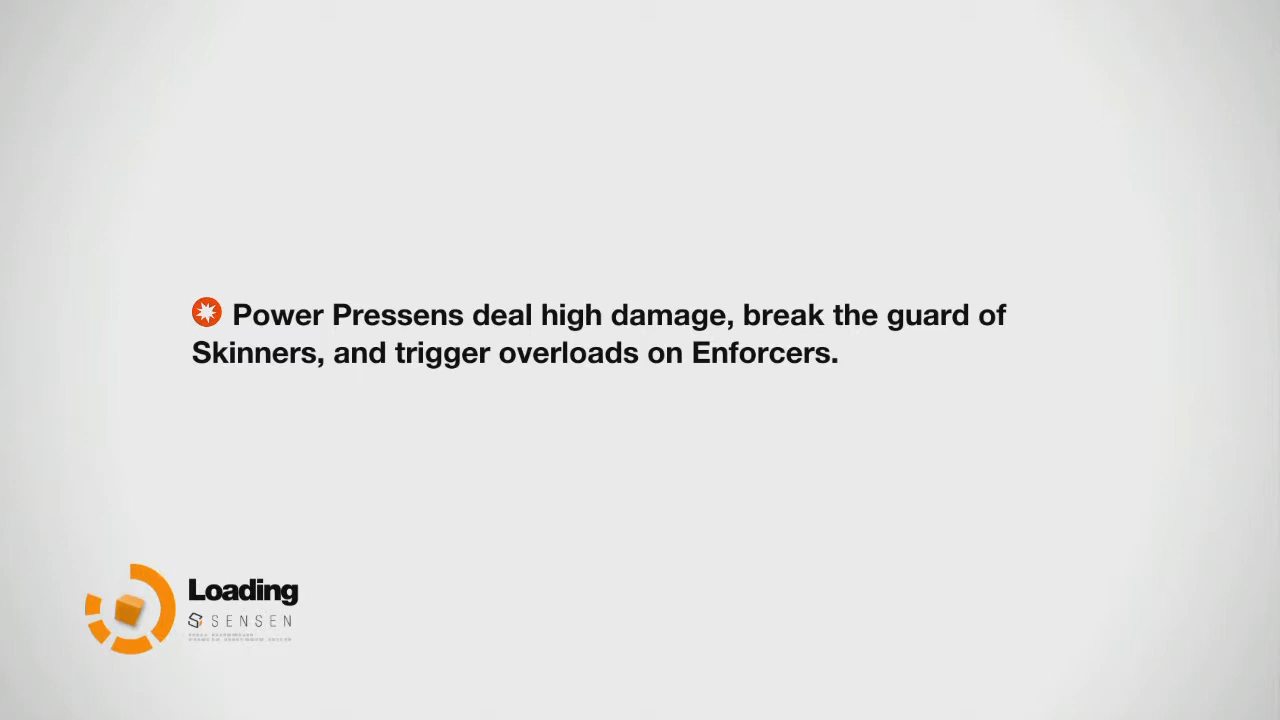 Power Pressens deal high damage, break the guard of
Skinners, and trigger overloads on Enforcers.
Loading
SENSEN